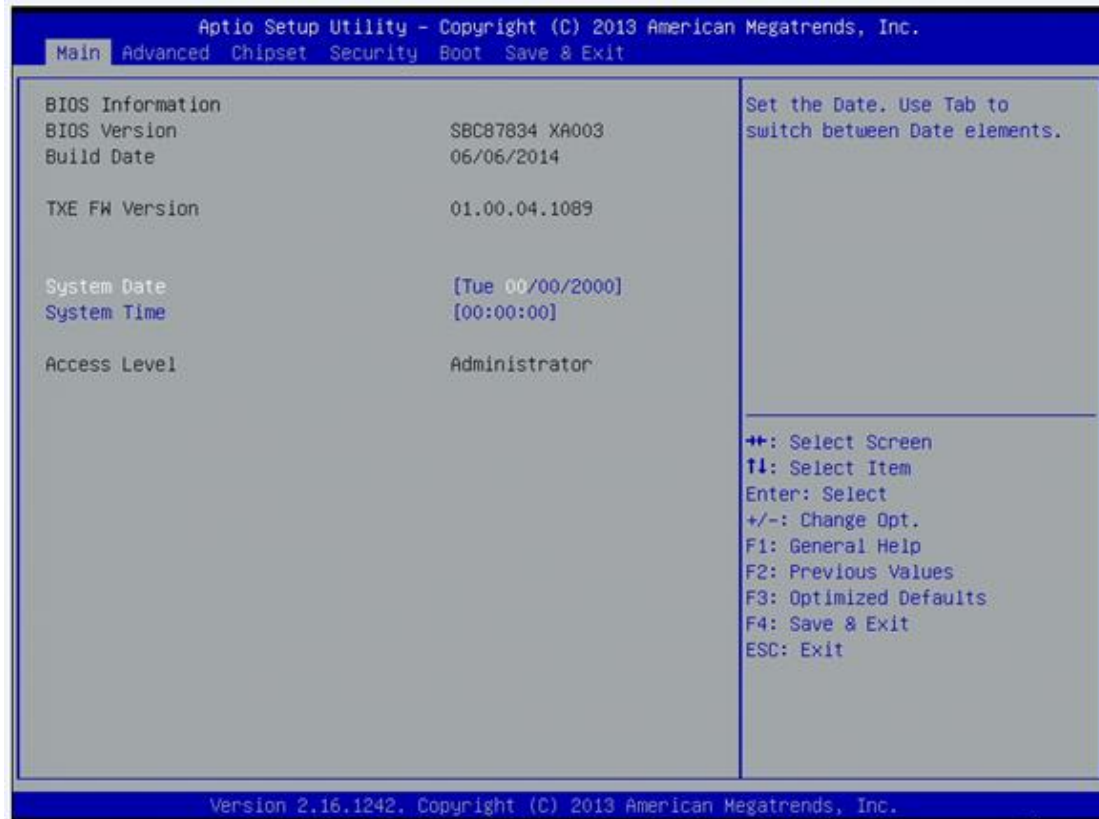 Aptio Setup Utility – Copyright (C) 2013 American Megatrends, Inc.
Main Advanced Chipset Security Boot Save & Exit
BIOS Information
BIOS Version SBC87834 XA003
Build Date 06/06/2014
TXE FW Version 01.00.04.1089
System Date [Tue 00/00/2000]
System Time [00:00:00]
Access Level Administrator
Set the Date. Use Tab to
switch between Date elements.
→←: Select Screen
↑↓: Select Item
Enter: Select
+/-: Change Opt.
F1: General Help
F2: Previous Values
F3: Optimized Defaults
F4: Save & Exit
ESC: Exit
Version 2.16.1242. Copyright (C) 2013 American Megatrends, Inc.